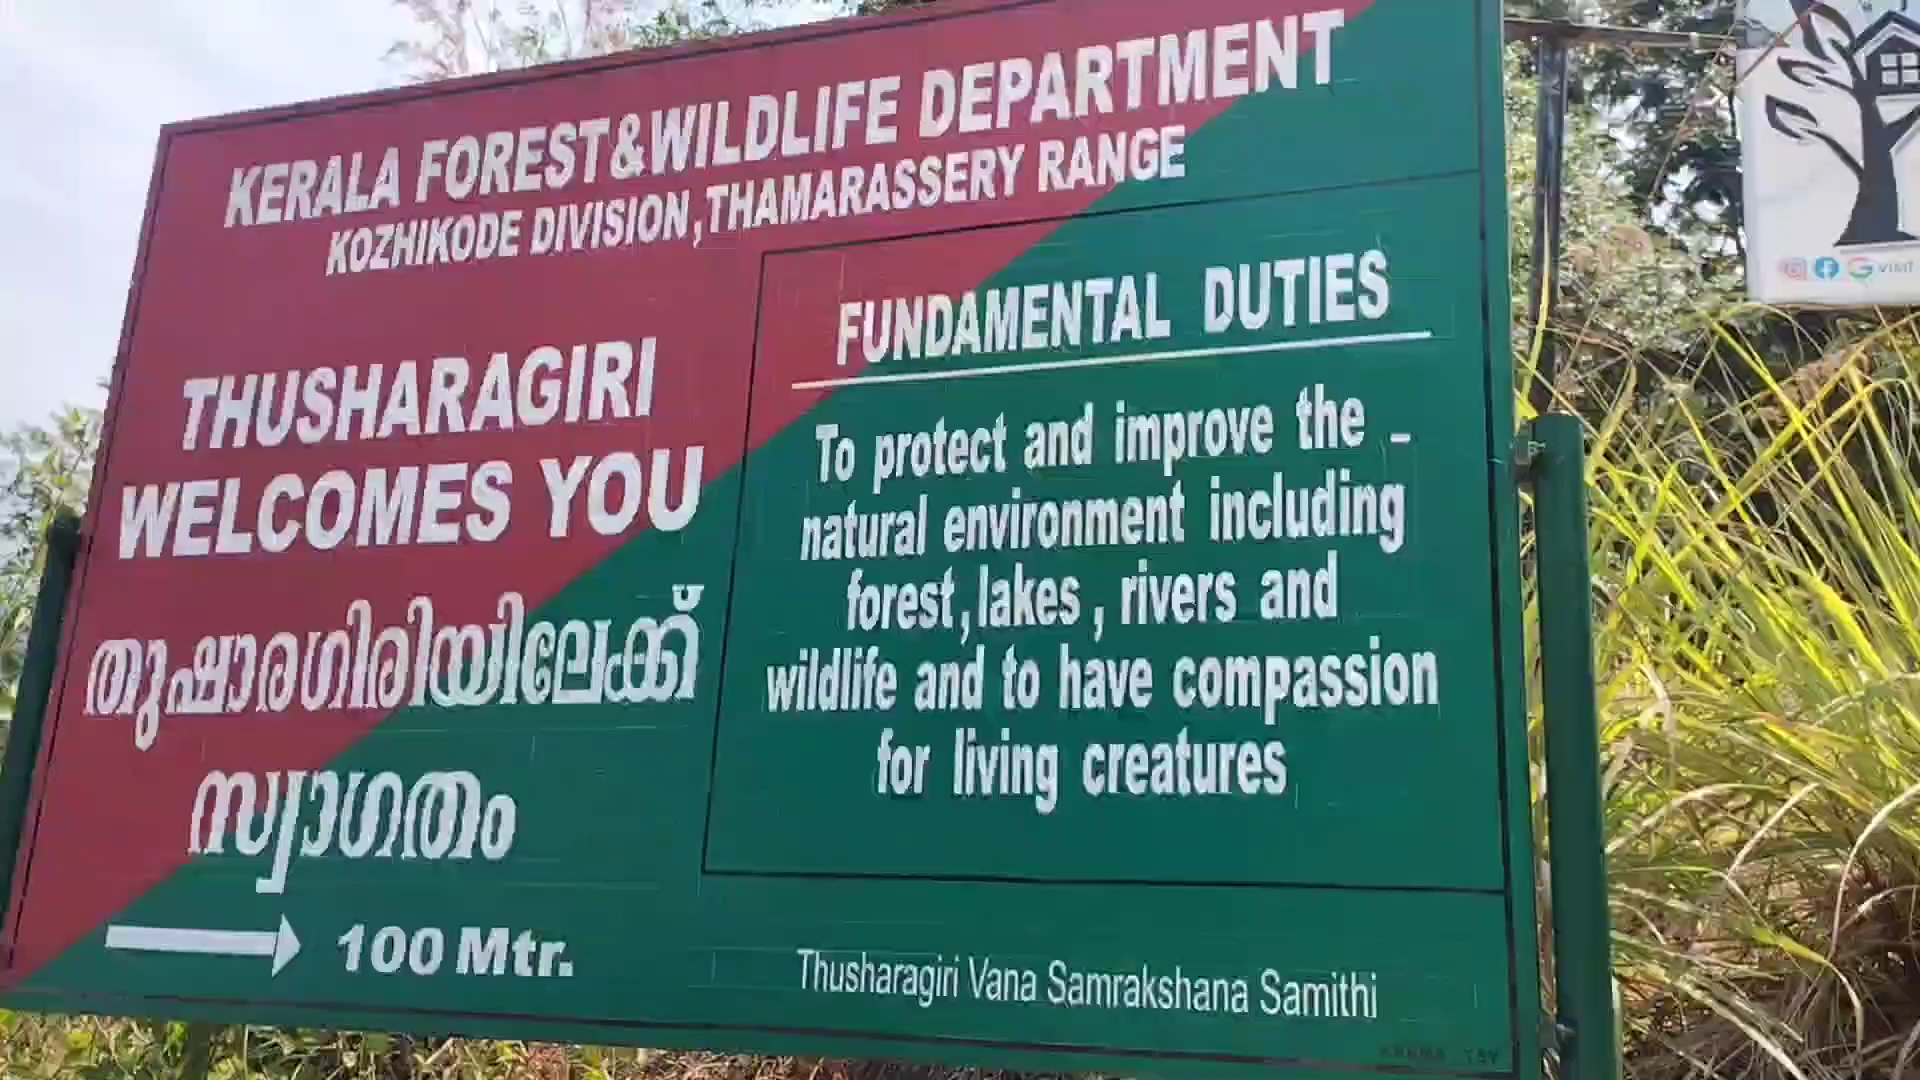 KERALA FOREST&WILDLIFE DEPARTMENT
KOZHIKODE DIVISION,THAMARASSERY RANGE
THUSHARAGIRI
WELCOMES YOU
തുഷാരഗിരിയിലേക്ക്
സ്വാഗതം
100 Mtr.
FUNDAMENTAL DUTIES
To protect and improve the -
natural environment including
forest,lakes, rivers and
wildlife and to have compassion
for living creatures
Thusharagiri Vana Samrakshana Samithi
visit